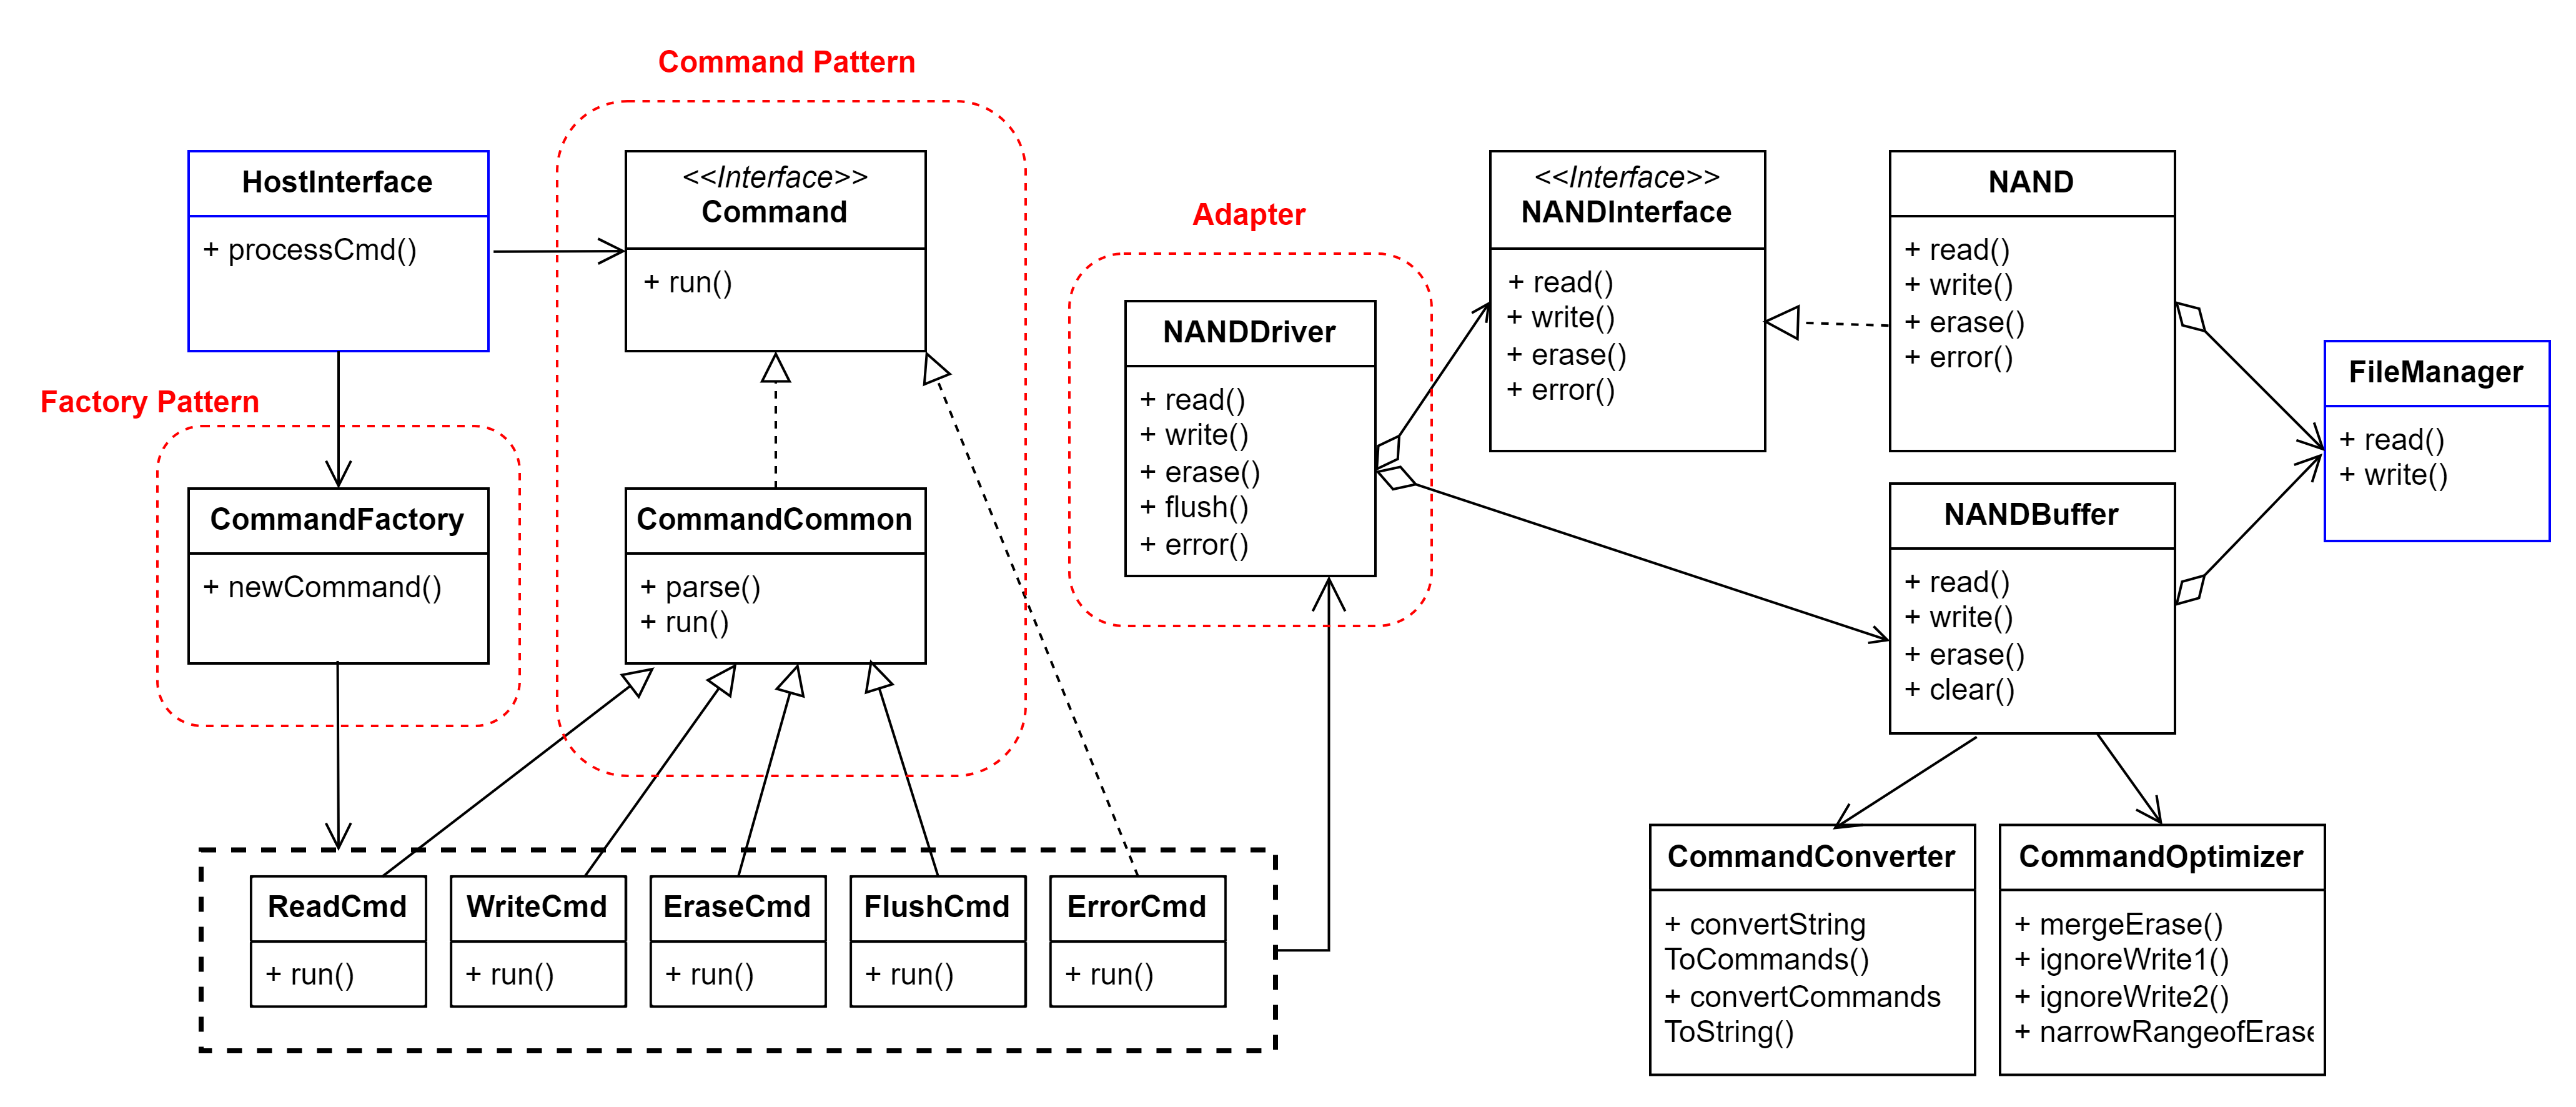 Command Pattern
HostInterface
+ processCmd()
<<Interface>>
Command
+ run()
Factory Pattern
CommandFactory
+ newCommand()
CommandCommon
+ parse()
+ run()
Adapter
NANDDriver
+ read()
+ write()
+ erase()
+ flush()
+ error()
<<Interface>>
NANDInterface
+ read()
+ write()
+ erase()
+ error()
NAND
+ read()
+ write()
+ erase()
+ error()
FileManager
+ read()
+ write()
NANDBuffer
+ read()
+ write()
+ erase()
+ clear()
ReadCmd
+ run()
WriteCmd
+ run()
EraseCmd
+ run()
FlushCmd
+ run()
ErrorCmd
+ run()
CommandConverter
+ convertString
ToCommands()
+ convertCommands
ToString()
CommandOptimizer
+ mergeErase()
+ ignoreWrite1()
+ ignoreWrite2()
+ narrowRangeofErase